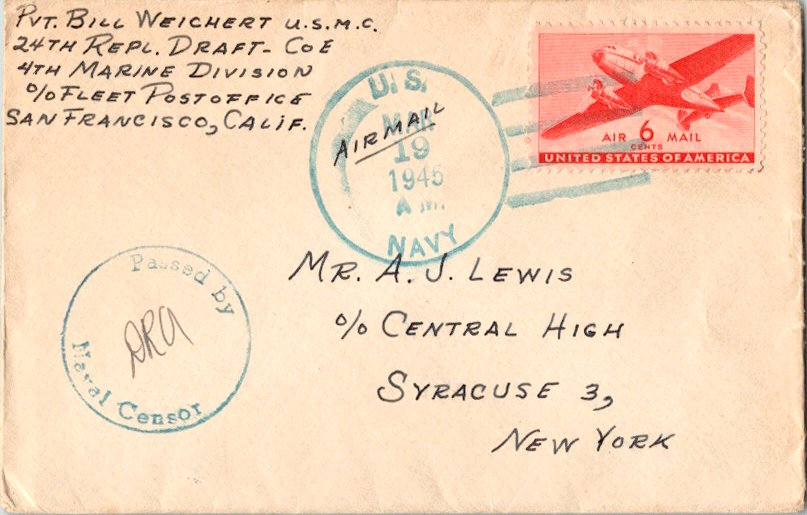 PVT. BILL WEICHERT U.S.M.C.
24TH REPL. DRAFT- CO E
4TH MARINE DIVISION
c/o FLEET POSTOFFICE
SAN FRANCISCO, CALIF.
U.S.
MAR
19
1945
A.M.
NAVY
AIRMAIL
AIR 6 MAIL
CENTS
UNITED STATES OF AMERICA
Passed by
DRA
Naval Censor
MR. A. J. LEWIS
c/o CENTRAL HIGH
SYRACUSE 3,
NEW YORK